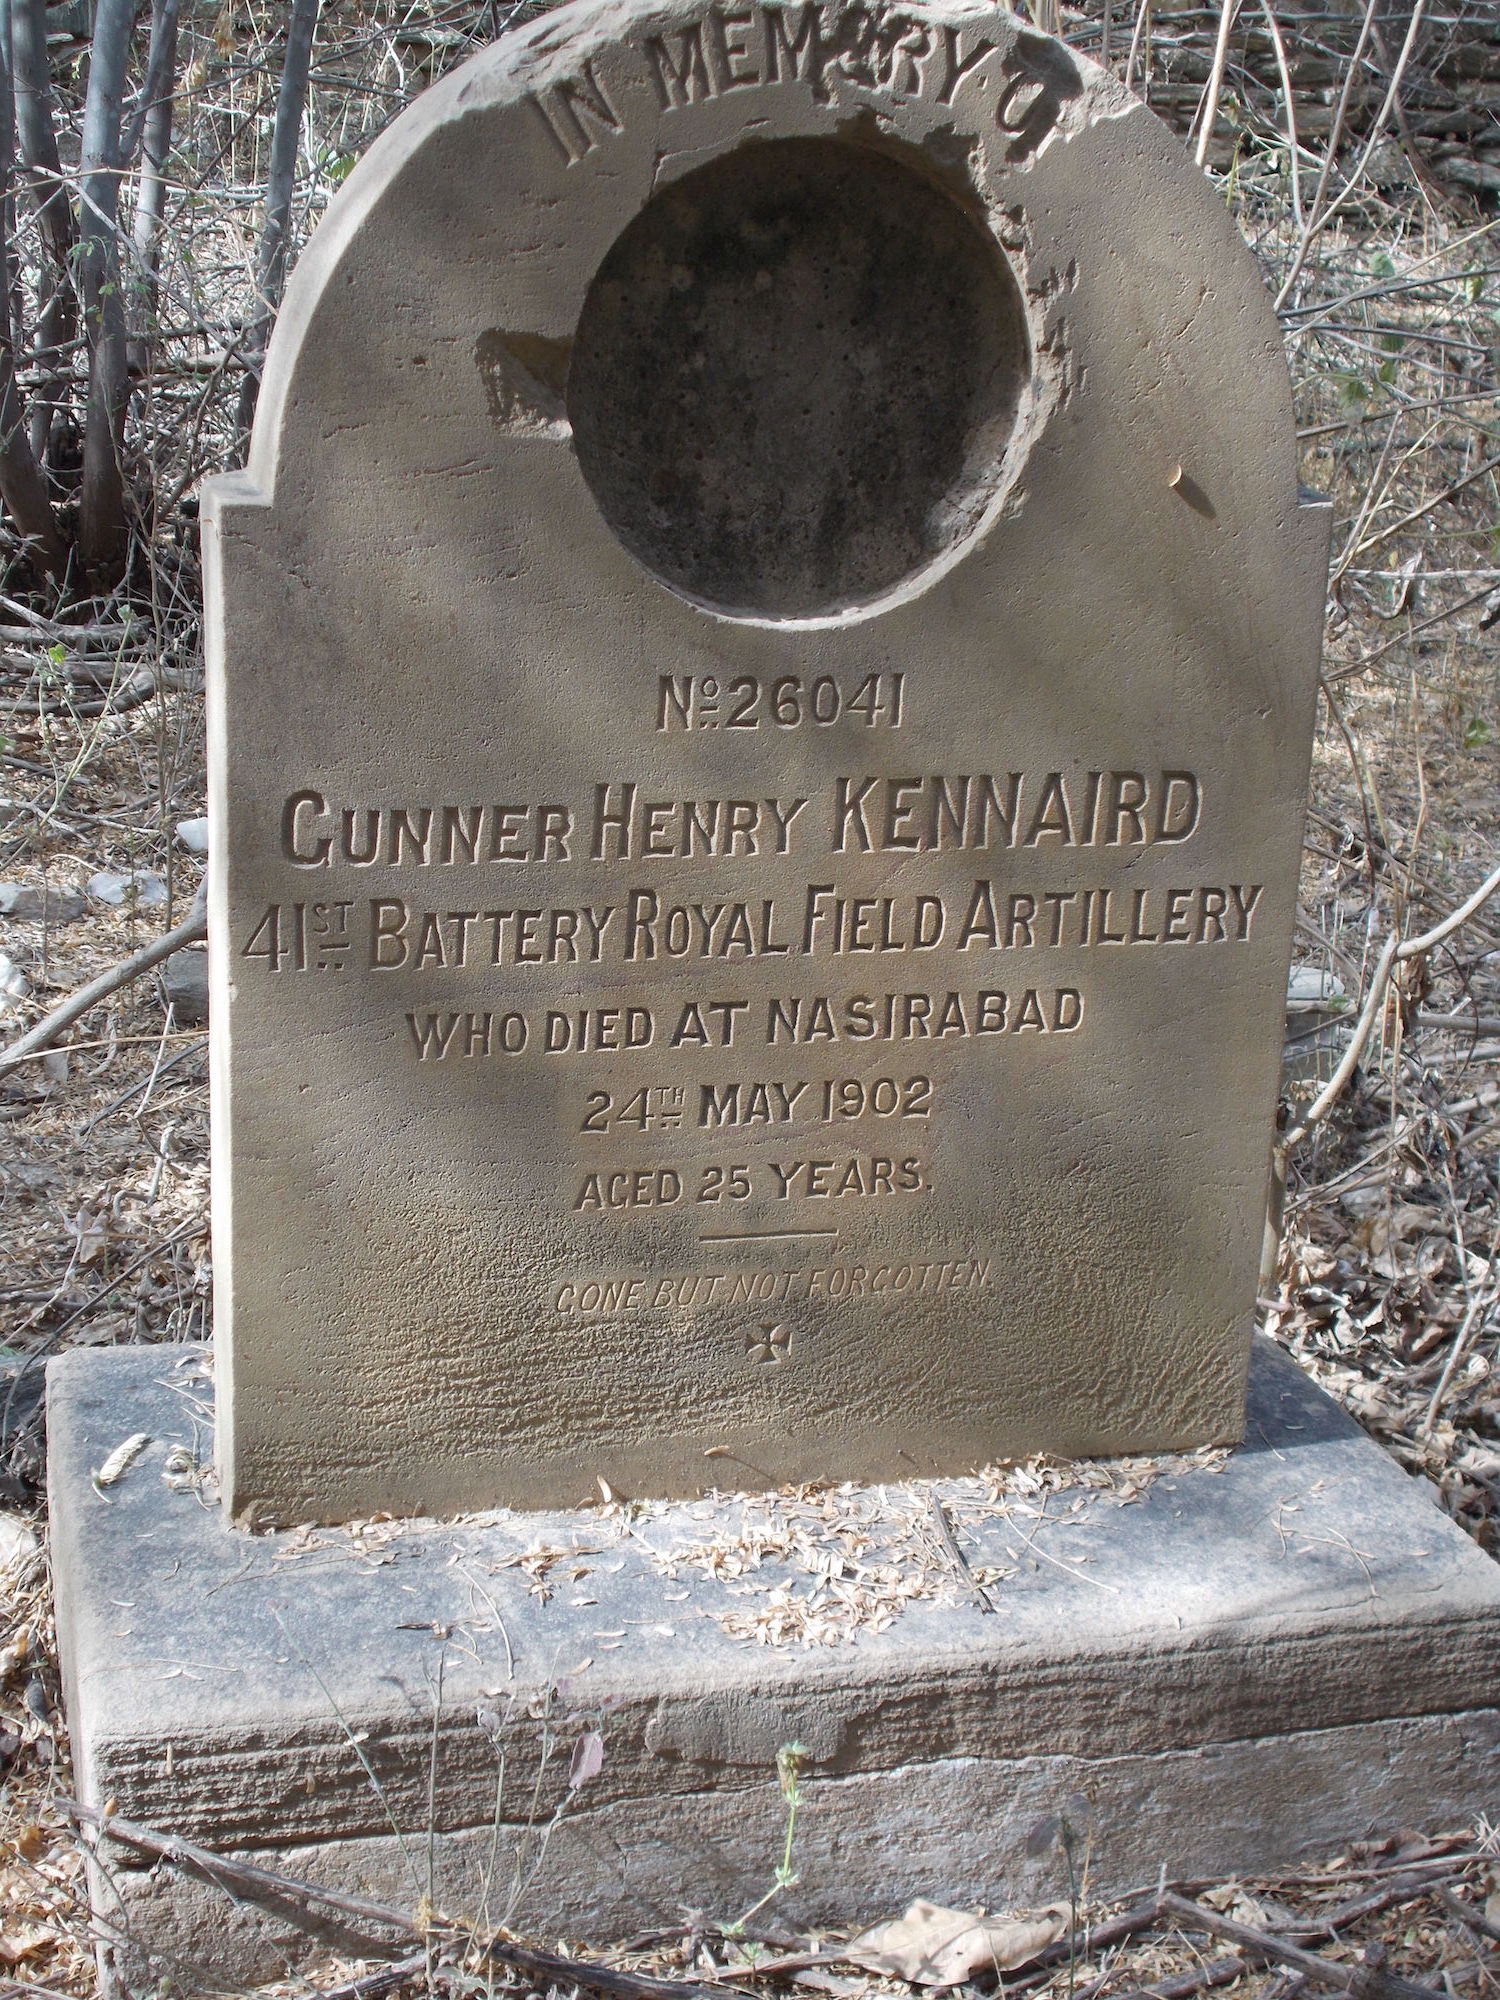 IN MEMORY O
Nº 26041
GUNNER HENRY KENNAIRD
41ST BATTERY ROYAL FIELD ARTILLERY
WHO DIED AT NASIRABAD
24TH MAY 1902
AGED 25 YEARS.
GONE BUT NOT FORGOTTEN.